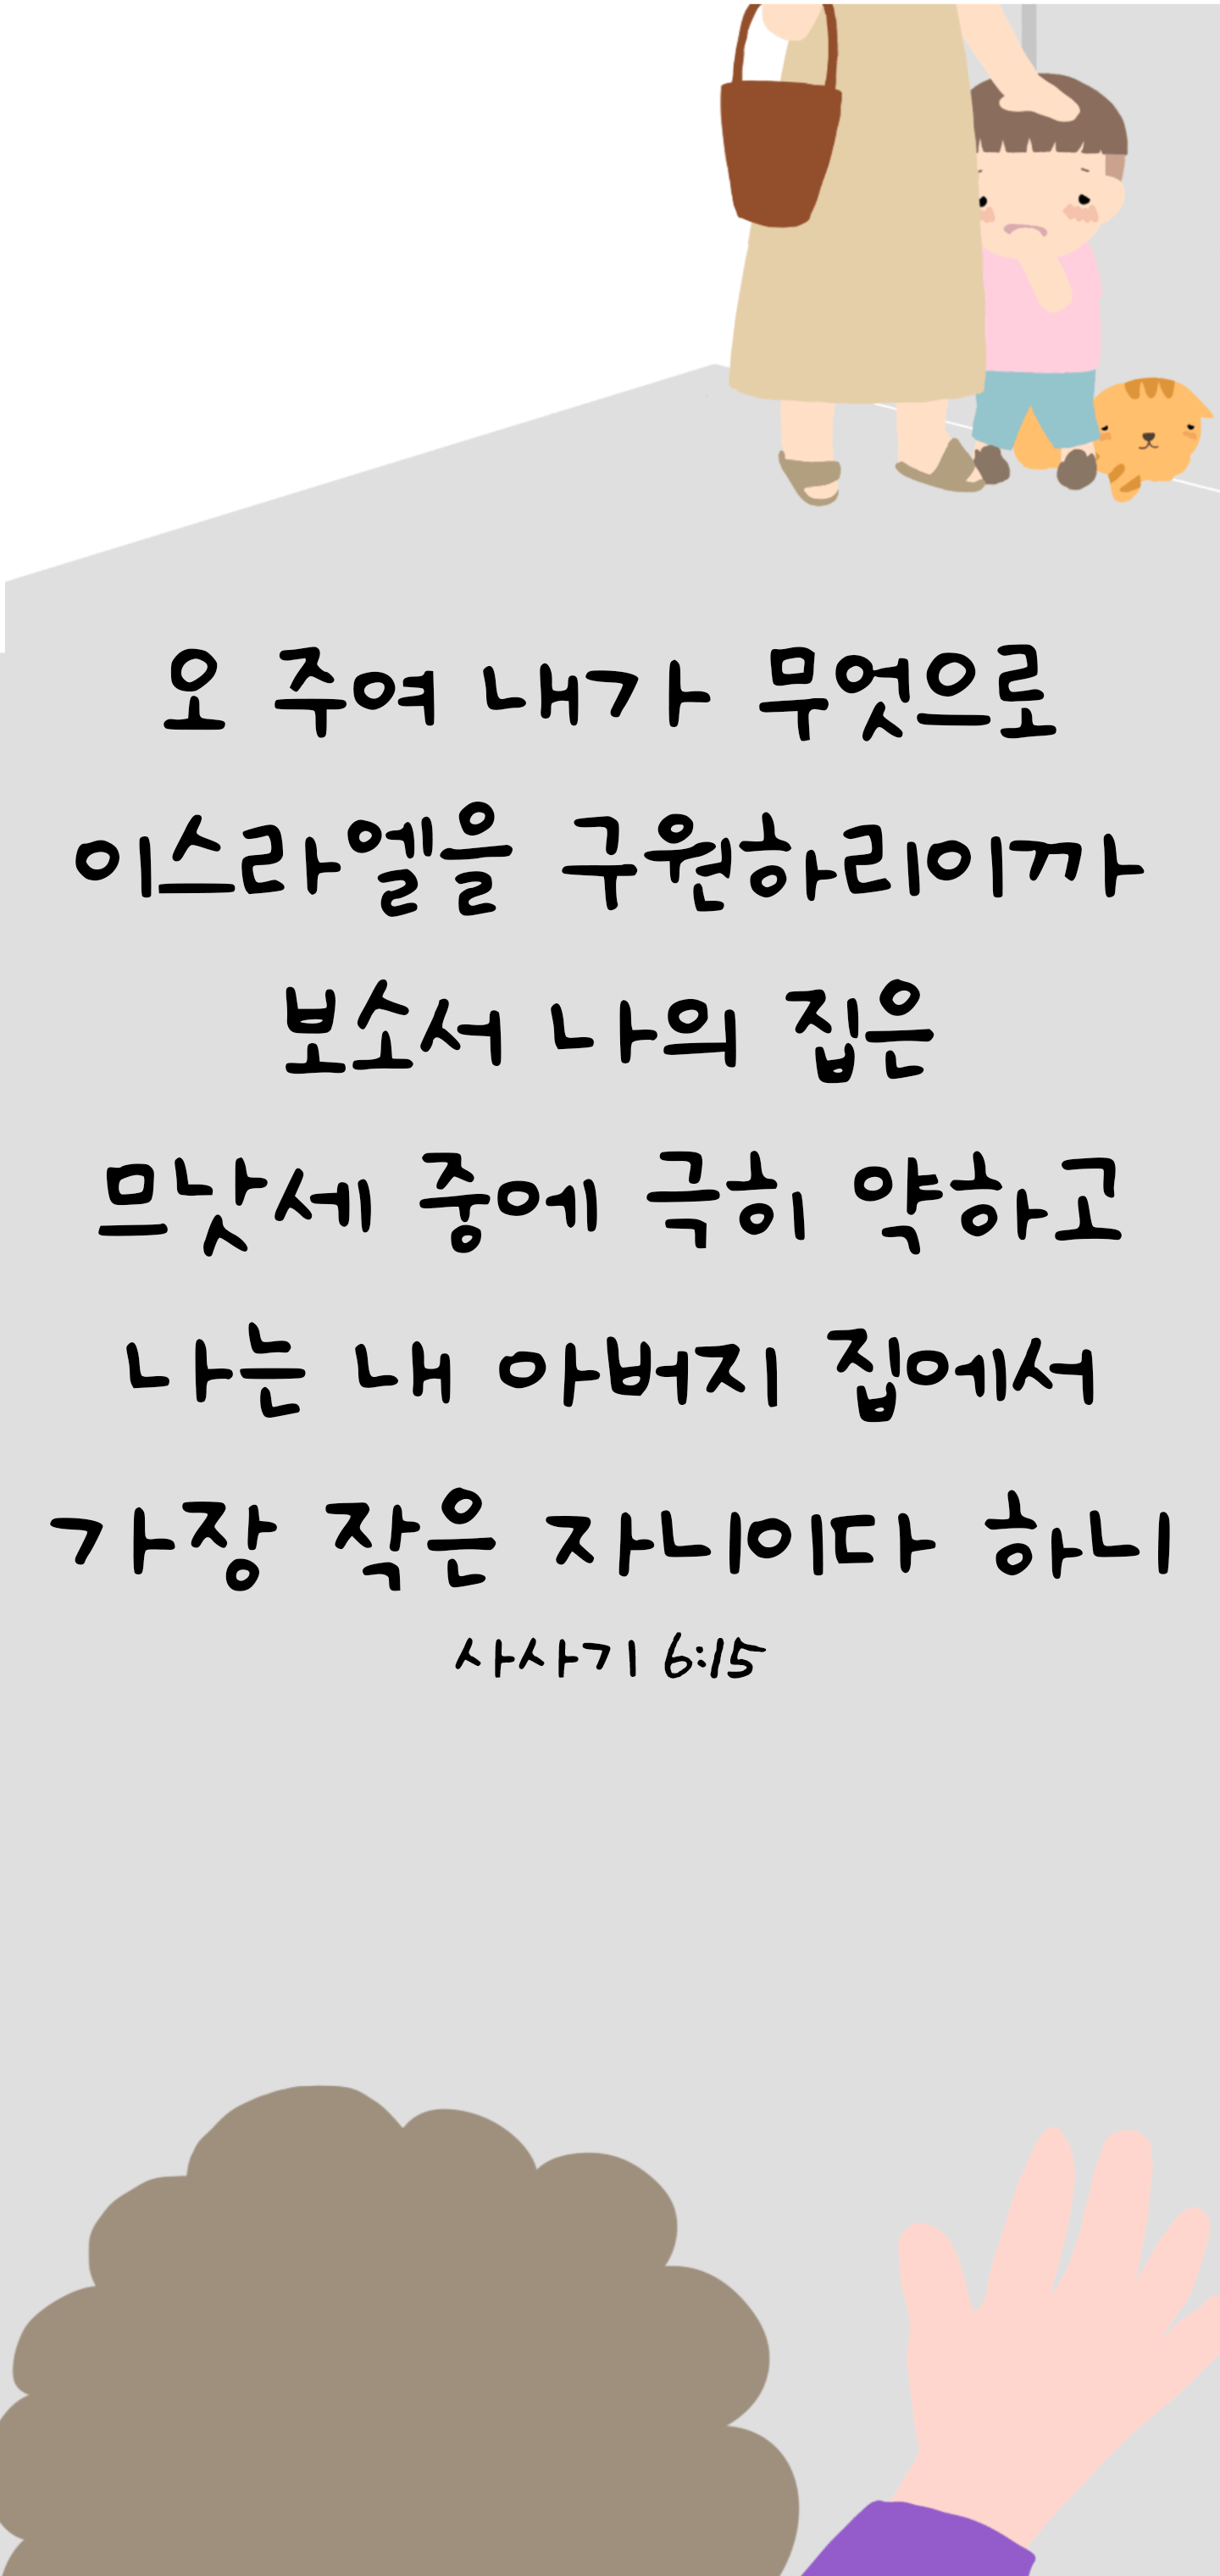 오 주여 내가 무엇으로
이스라엘을 구원하리이까
보소서 나의 집은
므낫세 중에 극히 약하고
나는 내 아버지 집에서
가장 작은 자니이다 하니
사사기 6:15